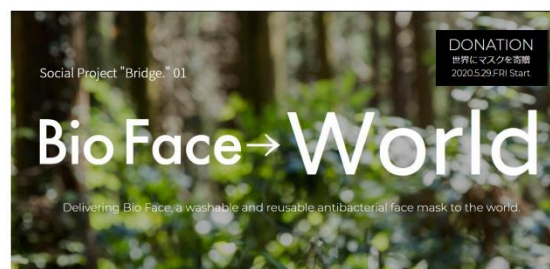 DONATION
世界にマスクを寄贈
2020.5.29.FRI Start
Social Project "Bridge." 01
Bio Face→World
Delivering Bio Face, a washable and reusable antibacterial face mask to the world.